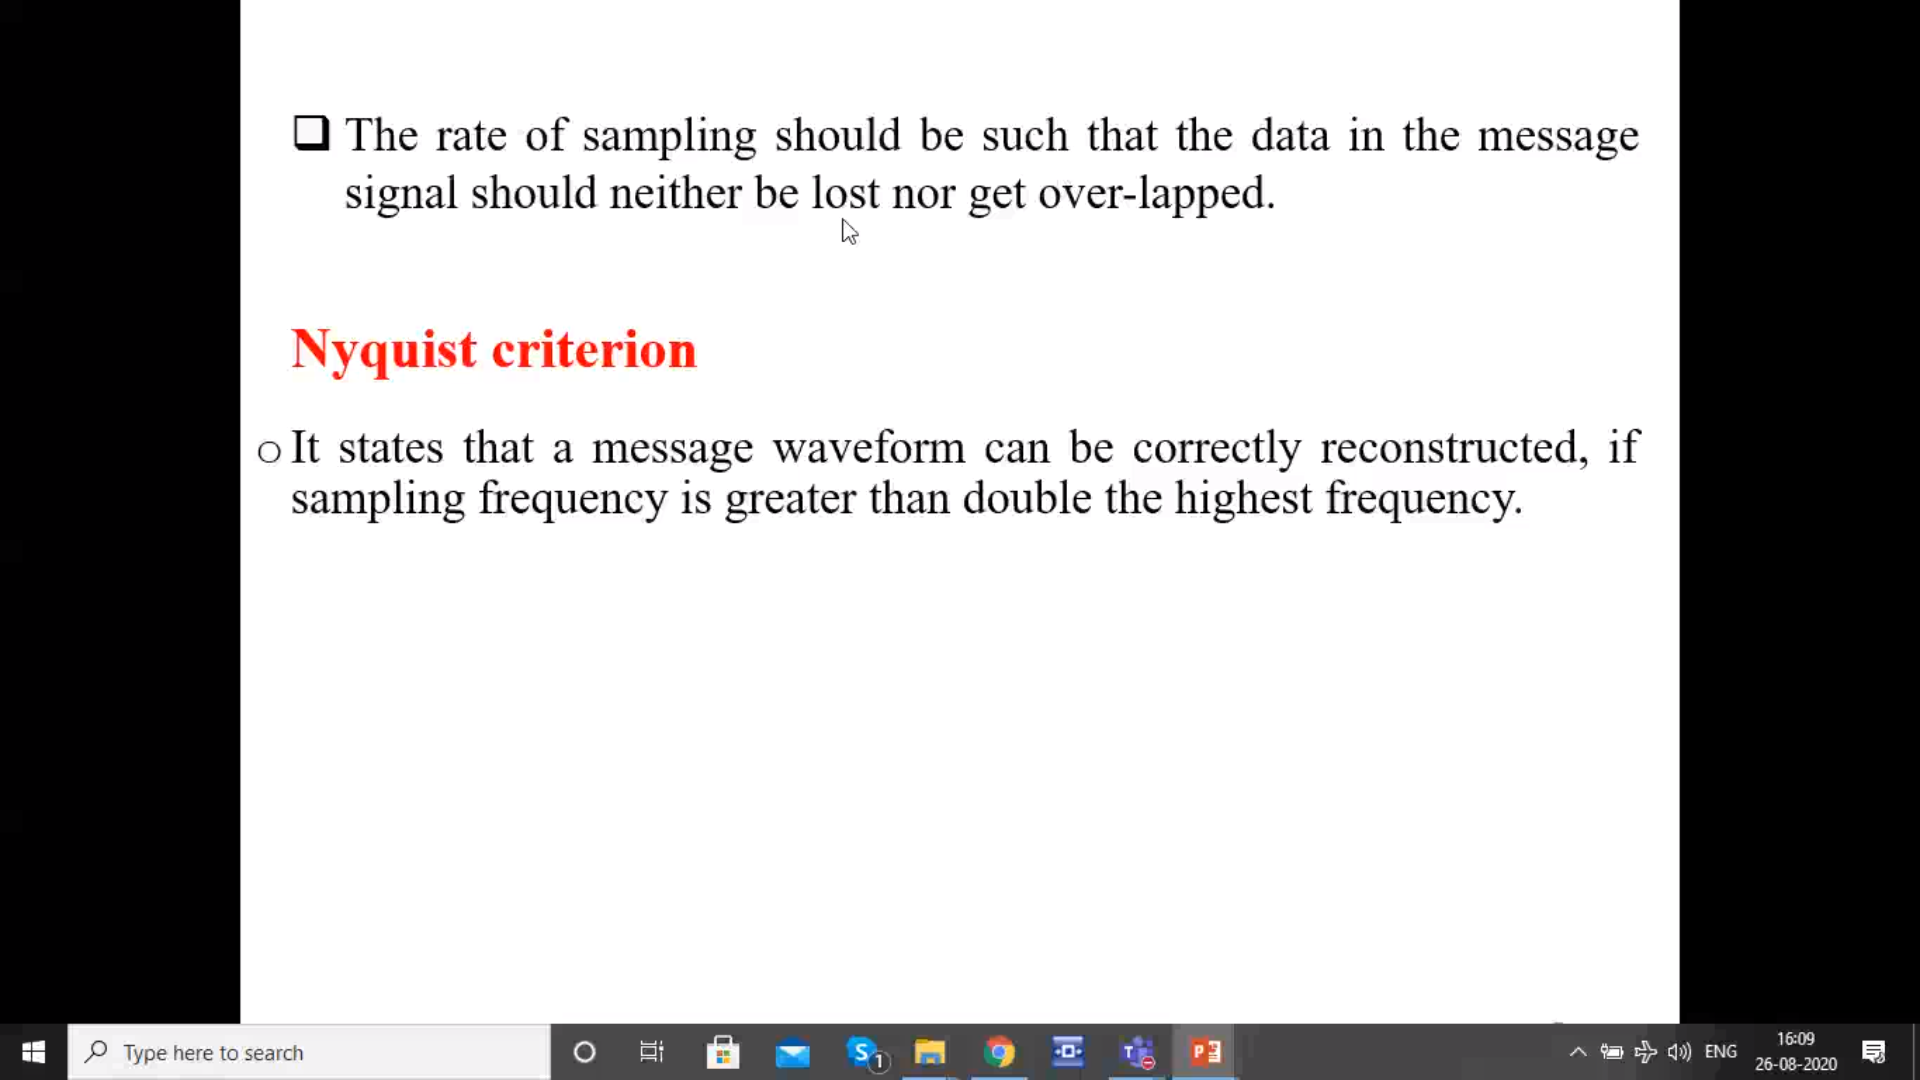 The rate of sampling should be such that the data in the message
signal should neither be lost nor get over-lapped.
Nyquist criterion
It states that a message waveform can be correctly reconstructed, if
sampling frequency is greater than double the highest frequency.
Type here to search
S 1
P
ENG
16:09
26-08-2020